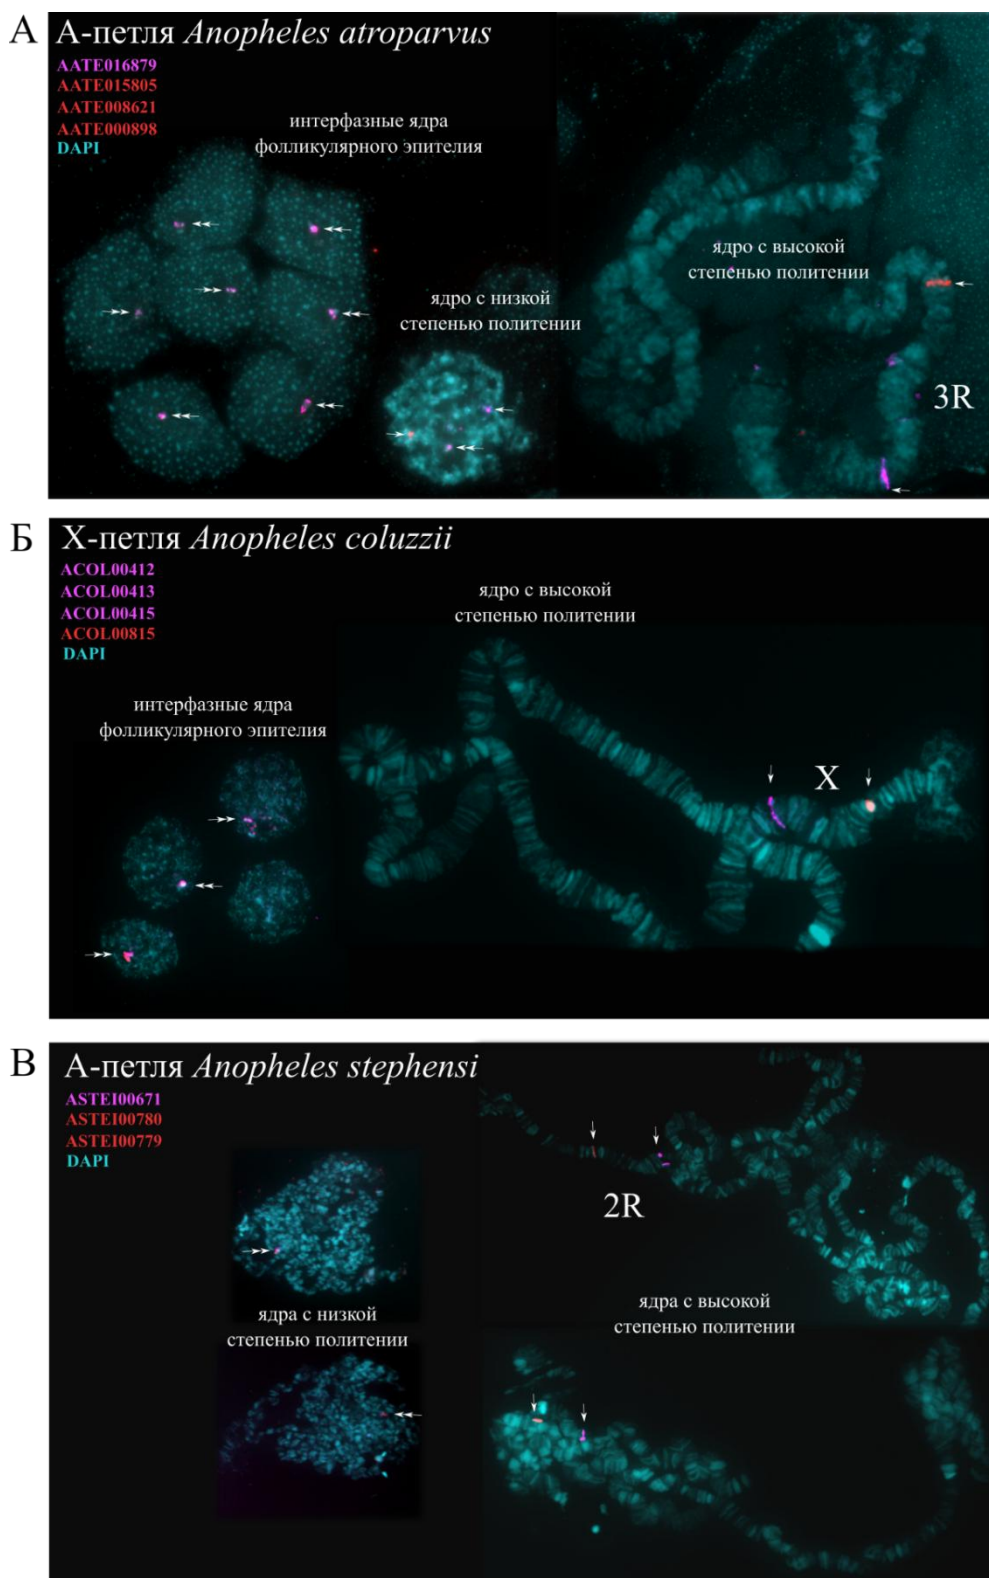 А
А-петля Anopheles atroparvus
AATE016879
AATE015805
AATE008621
AATE000898
DAPI
интерфазные ядра
фолликулярного эпителия
ядро с низкой
степенью политении
ядро с высокой
степенью политении
3R
Б
X-петля Anopheles coluzzii
ACOL00412
ACOL00413
ACOL00415
ACOL00815
DAPI
интерфазные ядра
фолликулярного эпителия
ядро с высокой
степенью политении
X
В
А-петля Anopheles stephensi
ASTEI00671
ASTEI00780
ASTEI00779
DAPI
2R
ядра с низкой
степенью политении
ядра с высокой
степенью политении